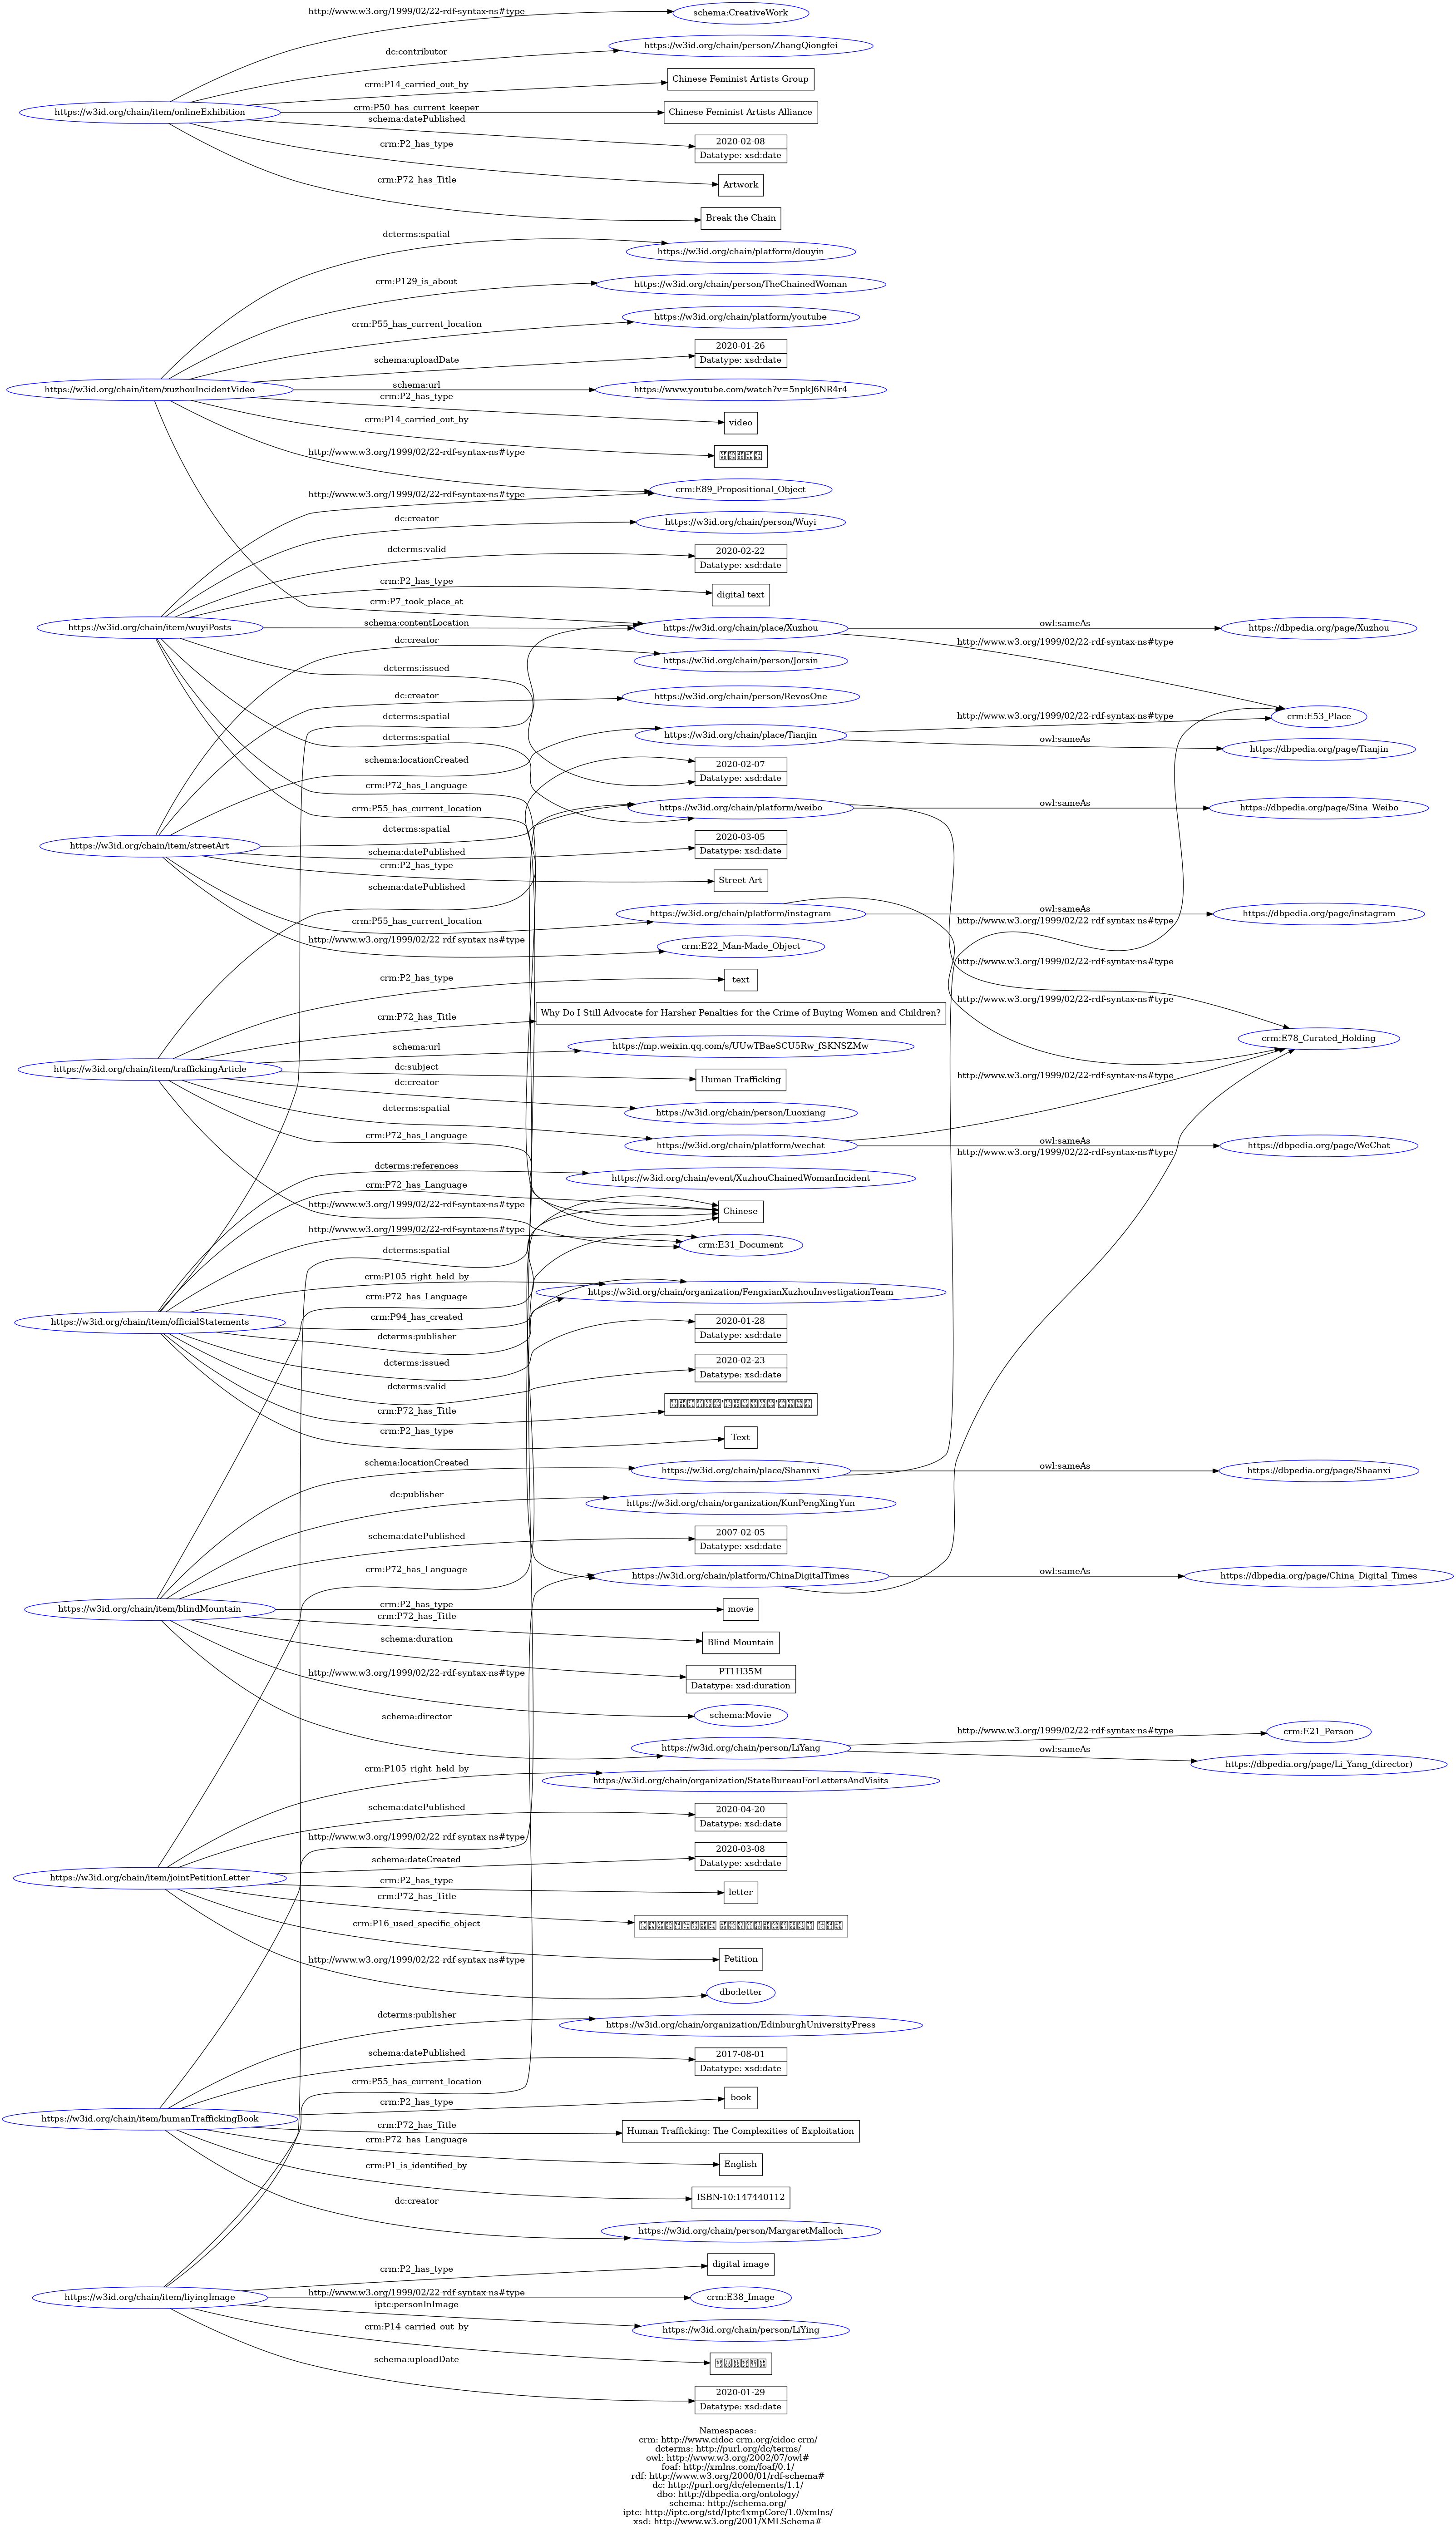 http://www.w3.org/1999/02/22-rdf-syntax-ns#type
schema:CreativeWork
dc:contributor
https://w3id.org/chain/person/ZhangQiongfei
crm:P14_carried_out_by
Chinese Feminist Artists Group
https://w3id.org/chain/item/onlineExhibition
crm:P50_has_current_keeper
Chinese Feminist Artists Alliance
schema:datePublished
2020-02-08
Datatype: xsd:date
crm:P2_has_type
Artwork
crm:P72_has_Title
Break the Chain
dcterms:spatial
https://w3id.org/chain/platform/douyin
crm:P129_is_about
https://w3id.org/chain/person/TheChainedWoman
crm:P55_has_current_location
https://w3id.org/chain/platform/youtube
schema:uploadDate
2020-01-26
Datatype: xsd:date
https://w3id.org/chain/item/xuzhouIncidentVideo
schema:url
https://www.youtube.com/watch?v=5npkJ6NR4r4
crm:P2_has_type
video
crm:P14_carried_out_by
http://www.w3.org/1999/02/22-rdf-syntax-ns#type
crm:E89_Propositional_Object
http://www.w3.org/1999/02/22-rdf-syntax-ns#type
dc:creator
https://w3id.org/chain/person/Wuyi
dcterms:valid
2020-02-22
Datatype: xsd:date
crm:P2_has_type
digital text
crm:P7_took_place_at
https://w3id.org/chain/item/wuyiPosts
schema:contentLocation
https://w3id.org/chain/place/Xuzhou
owl:sameAs
https://dbpedia.org/page/Xuzhou
http://www.w3.org/1999/02/22-rdf-syntax-ns#type
dc:creator
https://w3id.org/chain/person/Jorsin
dcterms:issued
dc:creator
https://w3id.org/chain/person/RevosOne
dcterms:spatial
http://www.w3.org/1999/02/22-rdf-syntax-ns#type
crm:E53_Place
dcterms:spatial
https://w3id.org/chain/place/Tianjin
owl:sameAs
https://dbpedia.org/page/Tianjin
schema:locationCreated
2020-02-07
Datatype: xsd:date
crm:P72_has_Language
crm:P55_has_current_location
https://w3id.org/chain/platform/weibo
owl:sameAs
https://dbpedia.org/page/Sina_Weibo
dcterms:spatial
2020-03-05
Datatype: xsd:date
https://w3id.org/chain/item/streetArt
schema:datePublished
crm:P2_has_type
Street Art
schema:datePublished
https://w3id.org/chain/platform/instagram
owl:sameAs
https://dbpedia.org/page/instagram
crm:P55_has_current_location
http://www.w3.org/1999/02/22-rdf-syntax-ns#type
http://www.w3.org/1999/02/22-rdf-syntax-ns#type
crm:E22_Man-Made_Object
http://www.w3.org/1999/02/22-rdf-syntax-ns#type
crm:P2_has_type
text
http://www.w3.org/1999/02/22-rdf-syntax-ns#type
crm:P72_has_Title
Why Do I Still Advocate for Harsher Penalties for the Crime of Buying Women and Children?
crm:E78_Curated_Holding
schema:url
https://mp.weixin.qq.com/s/UUwTBaeSCU5Rw_fSKNSZMw
https://w3id.org/chain/item/traffickingArticle
dc:subject
Human Trafficking
http://www.w3.org/1999/02/22-rdf-syntax-ns#type
dc:creator
https://w3id.org/chain/person/Luoxiang
dcterms:spatial
https://w3id.org/chain/platform/wechat
owl:sameAs
https://dbpedia.org/page/WeChat
crm:P72_has_Language
http://www.w3.org/1999/02/22-rdf-syntax-ns#type
dcterms:references
https://w3id.org/chain/event/XuzhouChainedWomanIncident
crm:P72_has_Language
http://www.w3.org/1999/02/22-rdf-syntax-ns#type
Chinese
http://www.w3.org/1999/02/22-rdf-syntax-ns#type
crm:E31_Document
dcterms:spatial
crm:P105_right_held_by
https://w3id.org/chain/organization/FengxianXuzhouInvestigationTeam
crm:P72_has_Language
https://w3id.org/chain/item/officialStatements
crm:P94_has_created
2020-01-28
Datatype: xsd:date
dcterms:publisher
dcterms:issued
2020-02-23
Datatype: xsd:date
dcterms:valid
crm:P72_has_Title
crm:P2_has_type
Text
schema:locationCreated
https://w3id.org/chain/place/Shannxi
owl:sameAs
https://dbpedia.org/page/Shaanxi
dc:publisher
https://w3id.org/chain/organization/KunPengXingYun
schema:datePublished
2007-02-05
Datatype: xsd:date
crm:P72_has_Language
https://w3id.org/chain/platform/ChinaDigitalTimes
owl:sameAs
https://dbpedia.org/page/China_Digital_Times
https://w3id.org/chain/item/blindMountain
crm:P2_has_type
movie
crm:P72_has_Title
Blind Mountain
schema:duration
PT1H35M
Datatype: xsd:duration
http://www.w3.org/1999/02/22-rdf-syntax-ns#type
schema:Movie
schema:director
https://w3id.org/chain/person/LiYang
http://www.w3.org/1999/02/22-rdf-syntax-ns#type
crm:E21_Person
owl:sameAs
https://dbpedia.org/page/Li_Yang_(director)
crm:P105_right_held_by
https://w3id.org/chain/organization/StateBureauForLettersAndVisits
schema:datePublished
2020-04-20
Datatype: xsd:date
http://www.w3.org/1999/02/22-rdf-syntax-ns#type
2020-03-08
Datatype: xsd:date
schema:dateCreated
https://w3id.org/chain/item/jointPetitionLetter
crm:P2_has_type
letter
crm:P72_has_Title
crm:P16_used_specific_object
Petition
http://www.w3.org/1999/02/22-rdf-syntax-ns#type
dbo:letter
dcterms:publisher
https://w3id.org/chain/organization/EdinburghUniversityPress
schema:datePublished
2017-08-01
Datatype: xsd:date
crm:P55_has_current_location
crm:P2_has_type
book
https://w3id.org/chain/item/humanTraffickingBook
crm:P72_has_Title
Human Trafficking: The Complexities of Exploitation
crm:P72_has_Language
English
crm:P1_is_identified_by
ISBN-10:147440112
dc:creator
https://w3id.org/chain/person/MargaretMalloch
crm:P2_has_type
digital image
https://w3id.org/chain/item/liyingImage
http://www.w3.org/1999/02/22-rdf-syntax-ns#type
crm:E38_Image
iptc:personInImage
https://w3id.org/chain/person/LiYing
crm:P14_carried_out_by
schema:uploadDate
2020-01-29
Datatype: xsd:date
Namespaces:
crm: http://www.cidoc-crm.org/cidoc-crm/
dcterms: http://purl.org/dc/terms/
owl: http://www.w3.org/2002/07/owl#
foaf: http://xmlns.com/foaf/0.1/
rdf: http://www.w3.org/2000/01/rdf-schema#
dc: http://purl.org/dc/elements/1.1/
dbo: http://dbpedia.org/ontology/
schema: http://schema.org/
iptc: http://iptc.org/std/Iptc4xmpCore/1.0/xmlns/
xsd: http://www.w3.org/2001/XMLSchema#